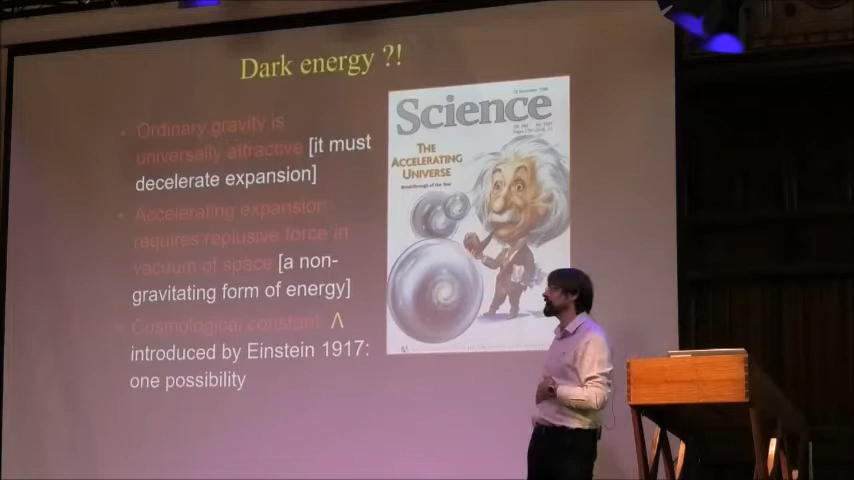 Dark energy ?!
• Ordinary gravity is
universally attractive [it must
decelerate expansion]
• Accelerating expansion
requires replusive force in
vacuum of space [a non-
gravitating form of energy]
• Cosmological constant Λ
introduced by Einstein 1917:
one possibility
Science
THE
ACCELERATING
UNIVERSE
Breakthrough of the Year